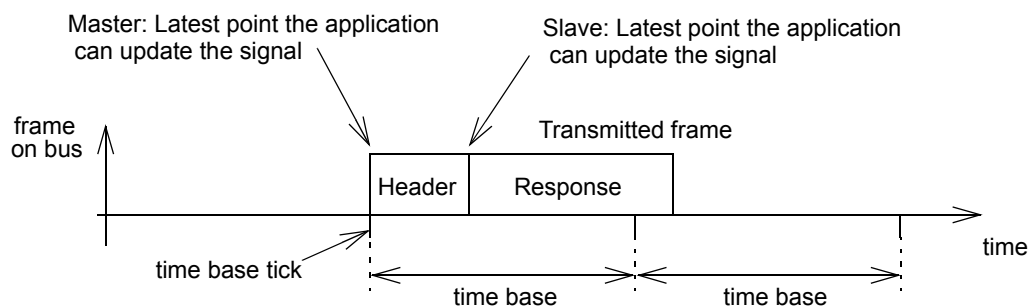 Master: Latest point the application
can update the signal
Slave: Latest point the application
can update the signal
frame
on bus
Transmitted frame
Header
Response
time
time base tick
time base
time base